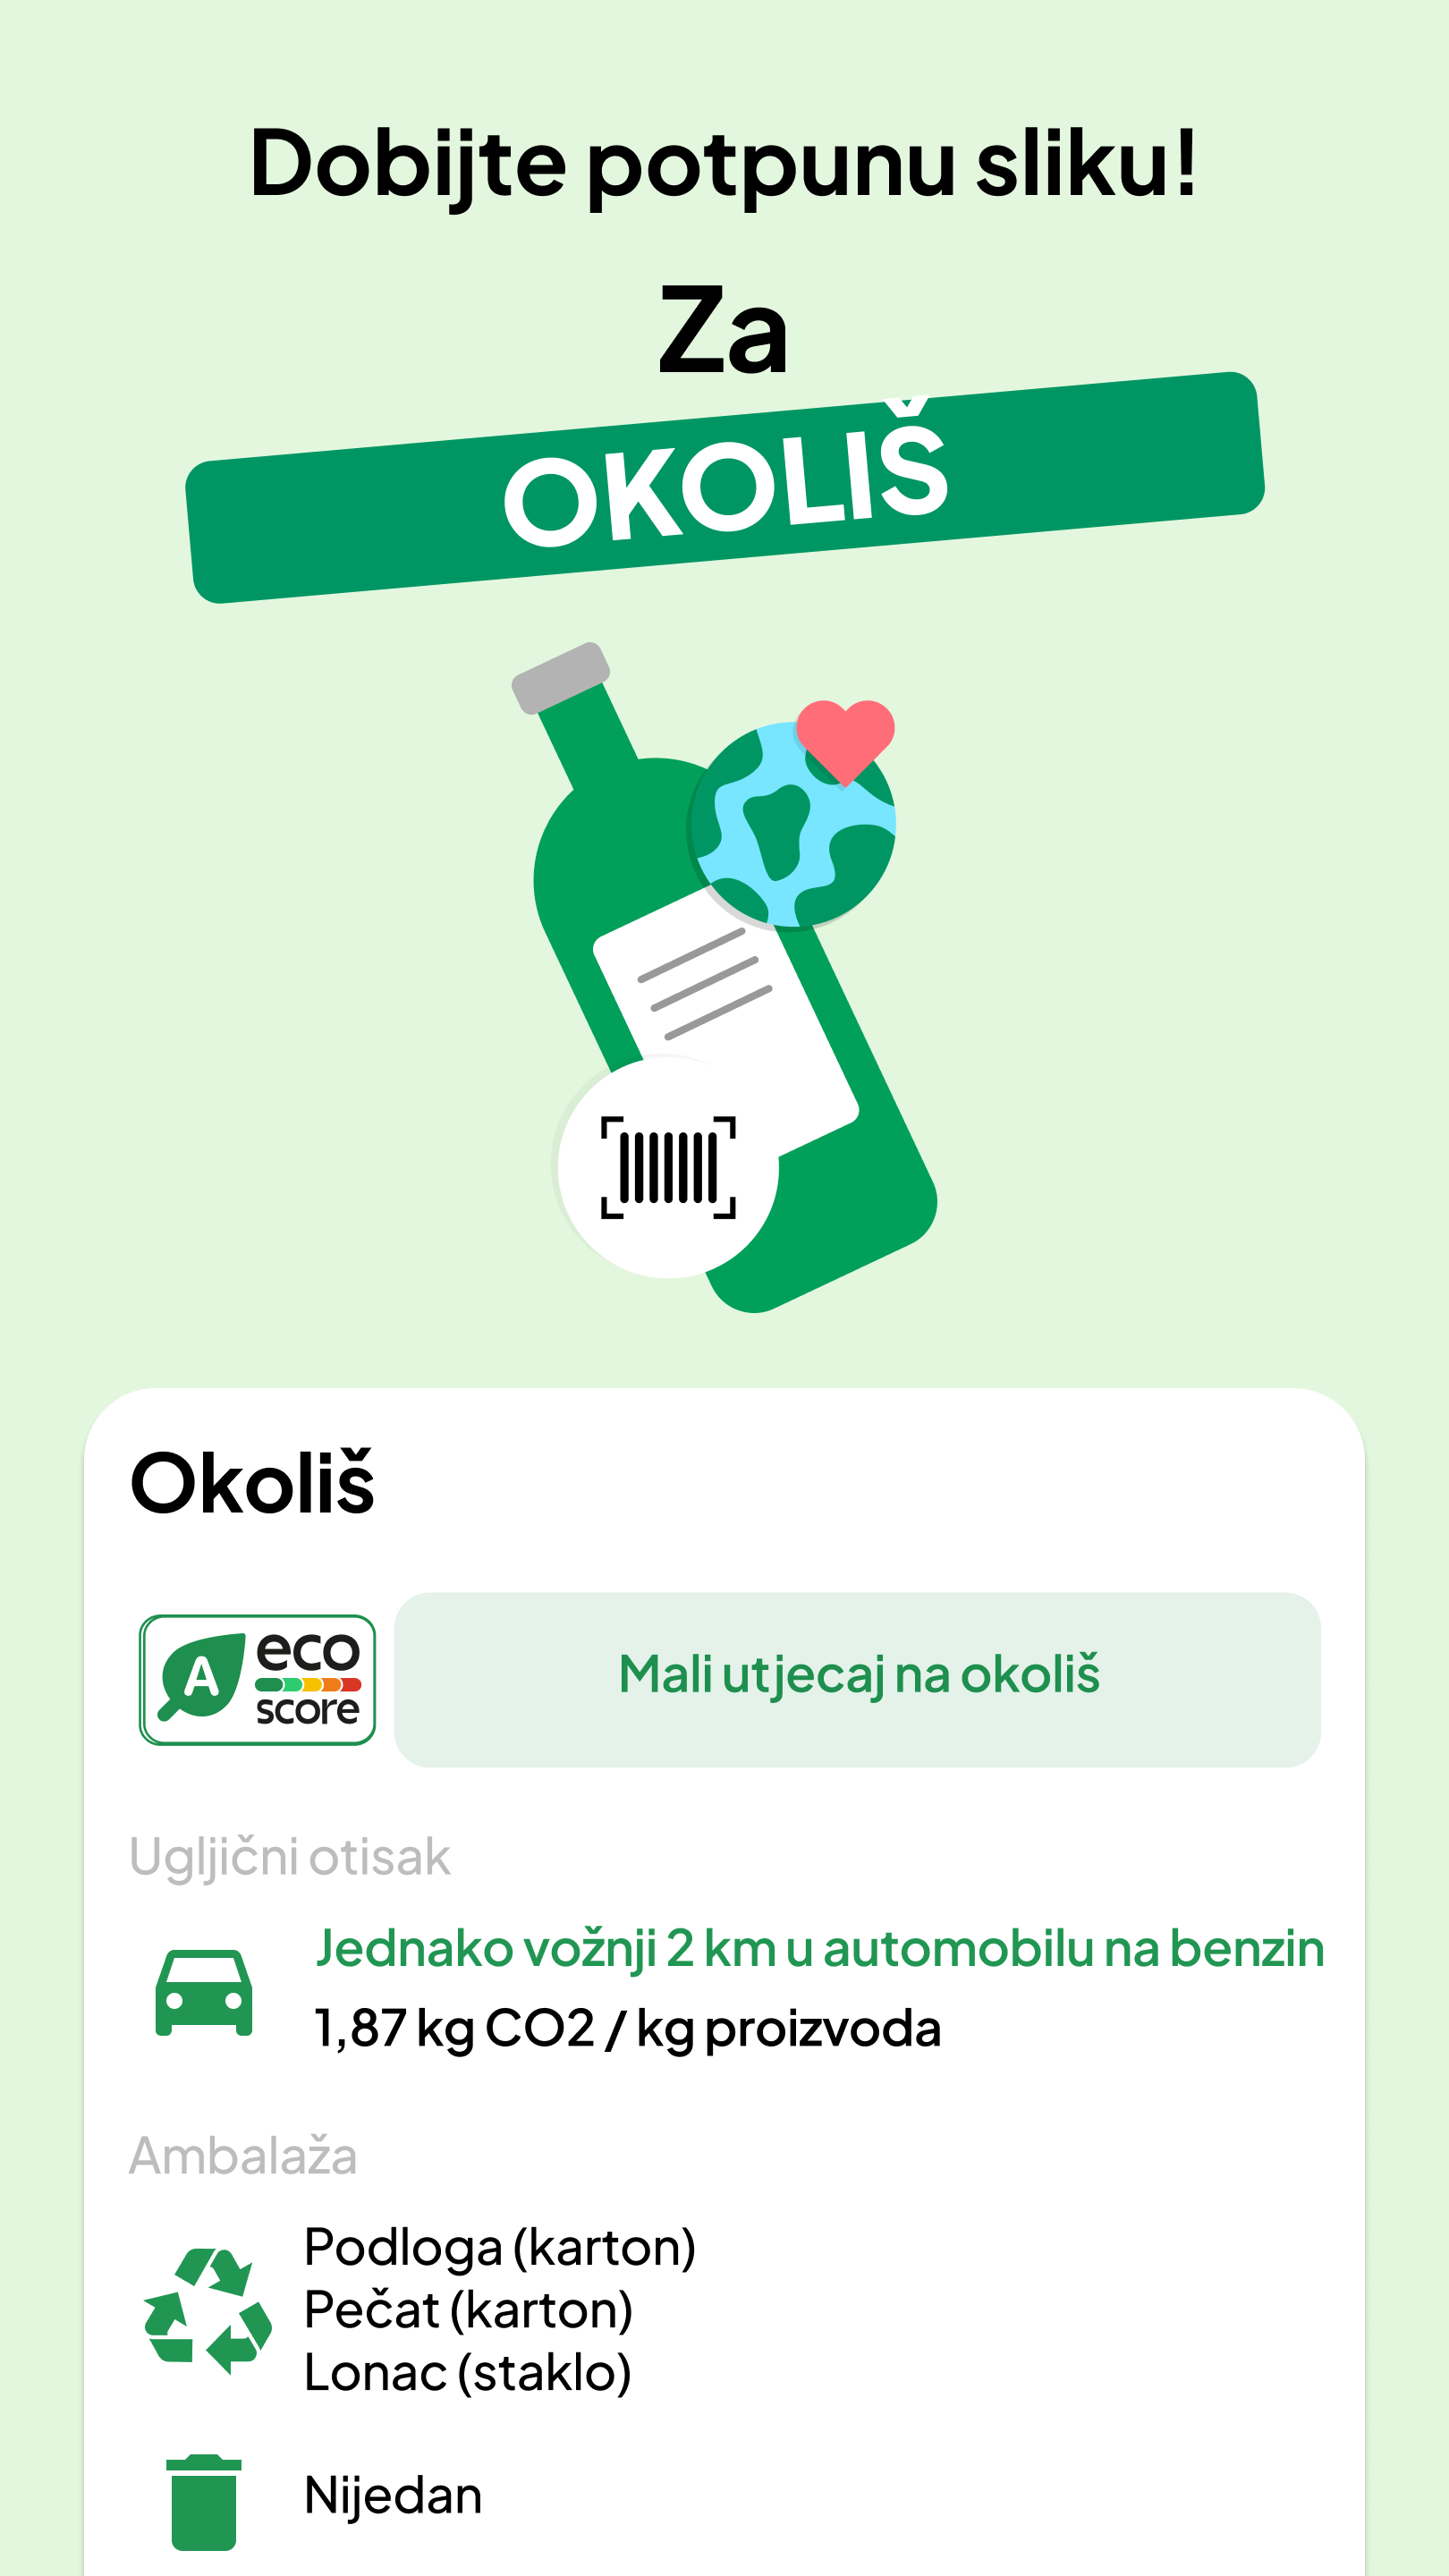 Dobijte potpunu sliku!
Za
OKOLIŠ
Okoliš
A
eco
score
Mali utjecaj na okoliš
Ugljični otisak
Jednako vožnji 2 km u automobilu na benzin
1,87 kg CO2 / kg proizvoda
Ambalaža
Podloga (karton)
Pečat (karton)
Lonac (staklo)
Nijedan